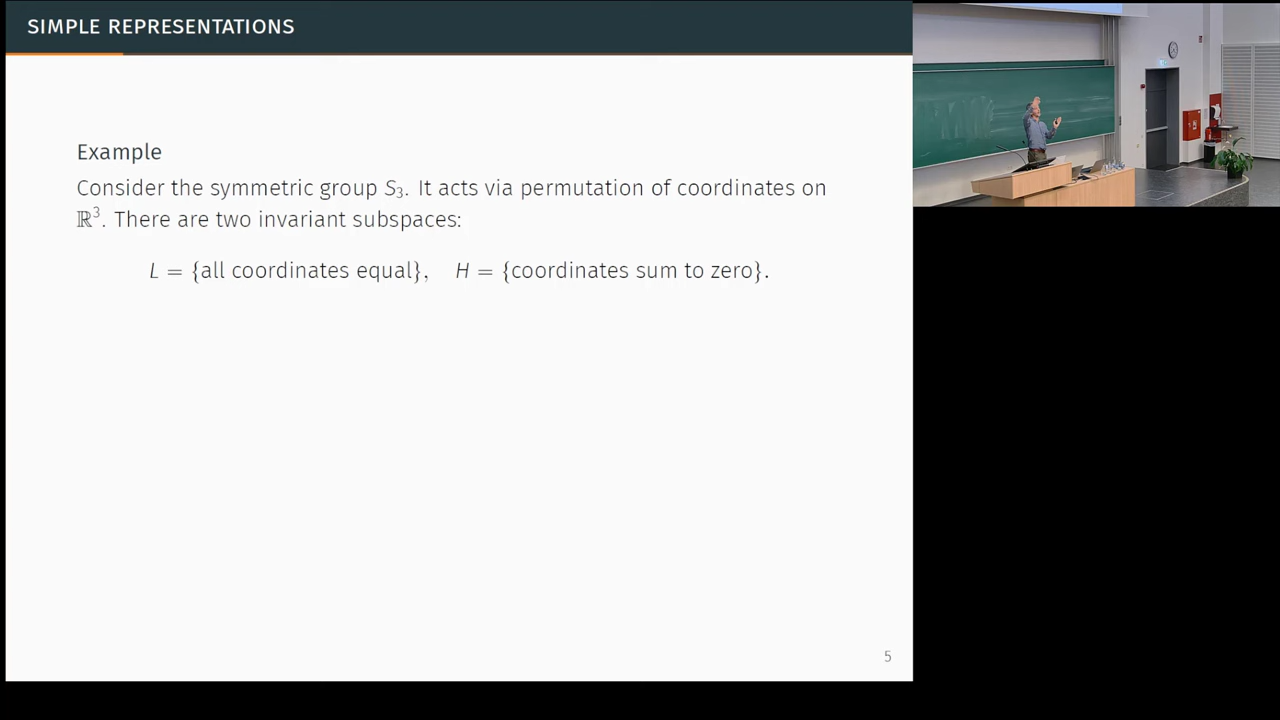 SIMPLE REPRESENTATIONS
Example
Consider the symmetric group S₃. It acts via permutation of coordinates on
ℝ³. There are two invariant subspaces:
L = {all coordinates equal}, H = {coordinates sum to zero}.
5